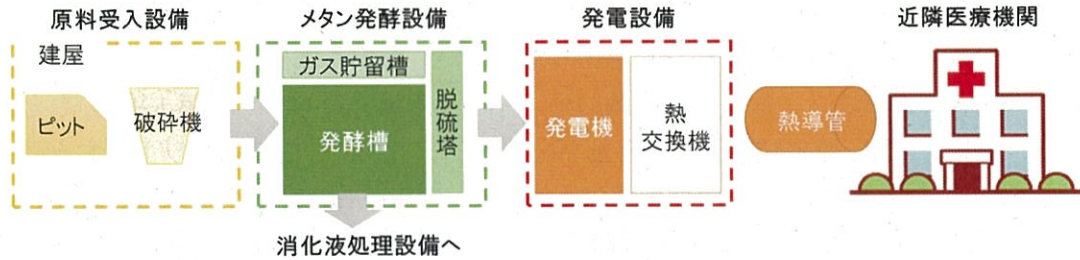 原料受入設備
建屋
ピット
破砕機
メタン発酵設備
ガス貯留槽
発酵槽
脱硫塔
消化液処理設備へ
発電設備
発電機
熱
交換機
熱導管
近隣医療機関